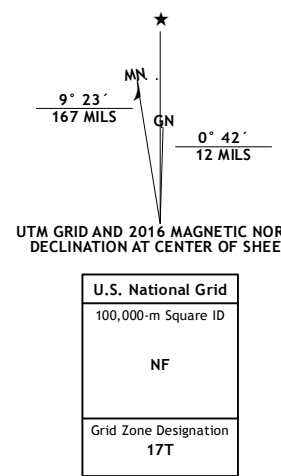 ★
MN
9° 23´
167 MILS
GN
0° 42´
12 MILS
UTM GRID AND 2016 MAGNETIC NOR
DECLINATION AT CENTER OF SHEE
U.S. National Grid
100,000-m Square ID
NF
Grid Zone Designation
17T